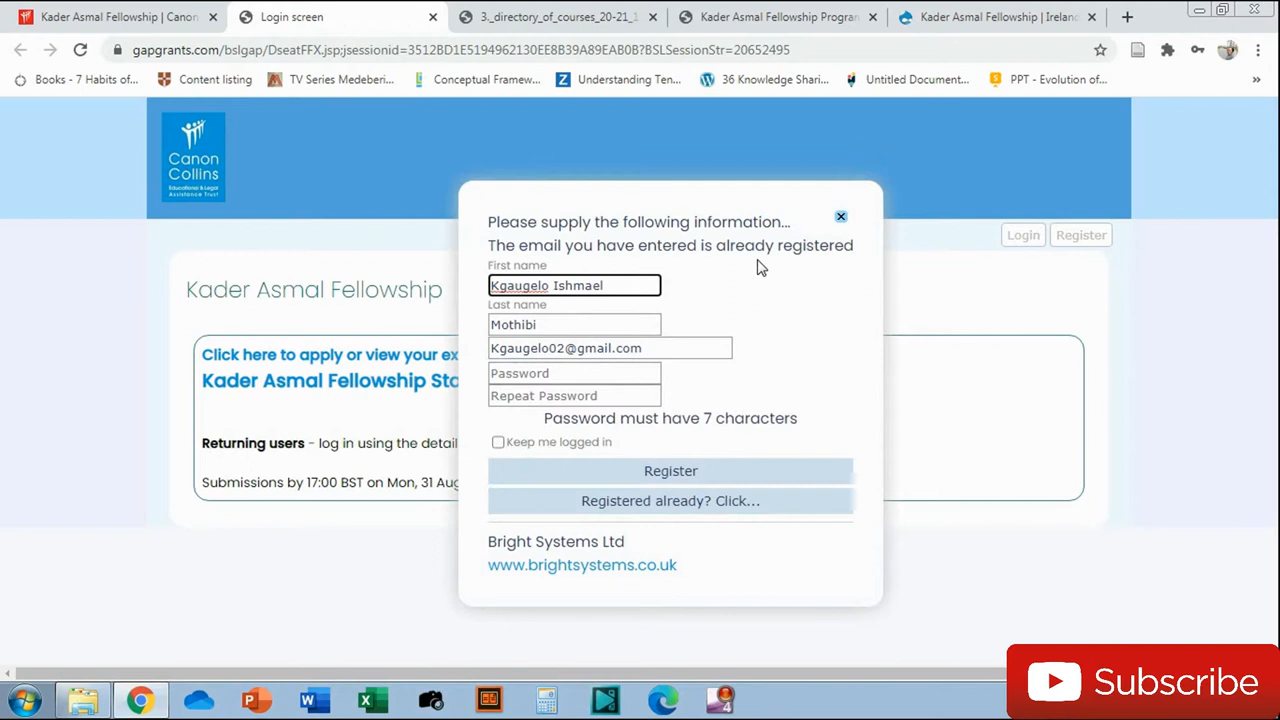 Kader Asmal Fellowship | Canon
Login screen
3._directory_of_courses_20-21_1
Kader Asmal Fellowship Program
Kader Asmal Fellowship | Irelan
gapgrants.com/bslgap/DseatFFX.jsp;jsessionid=3512BD1E5194962130EE8B39A89EAB0B?BSLSessionStr=20652495
Books - 7 Habits of...
Content listing
TV Series Medeberi...
Conceptual Framew...
Understanding Ten...
36 Knowledge Shari...
Untitled Document...
PPT - Evolution of...
Canon
Collins
Educational & Legal
Assistance Trust
Login
Register
Kader Asmal Fellowship
Click here to apply or view your ex
Kader Asmal Fellowship Sta
Returning users - log in using the detail
Submissions by 17:00 BST on Mon, 31 Aug
Please supply the following information...
The email you have entered is already registered
First name
Kgaugelo Ishmael
Last name
Mothibi
Kgaugelo02@gmail.com
Password
Repeat Password
Password must have 7 characters
Keep me logged in
Register
Registered already? Click...
Bright Systems Ltd
www.brightsystems.co.uk
Subscribe